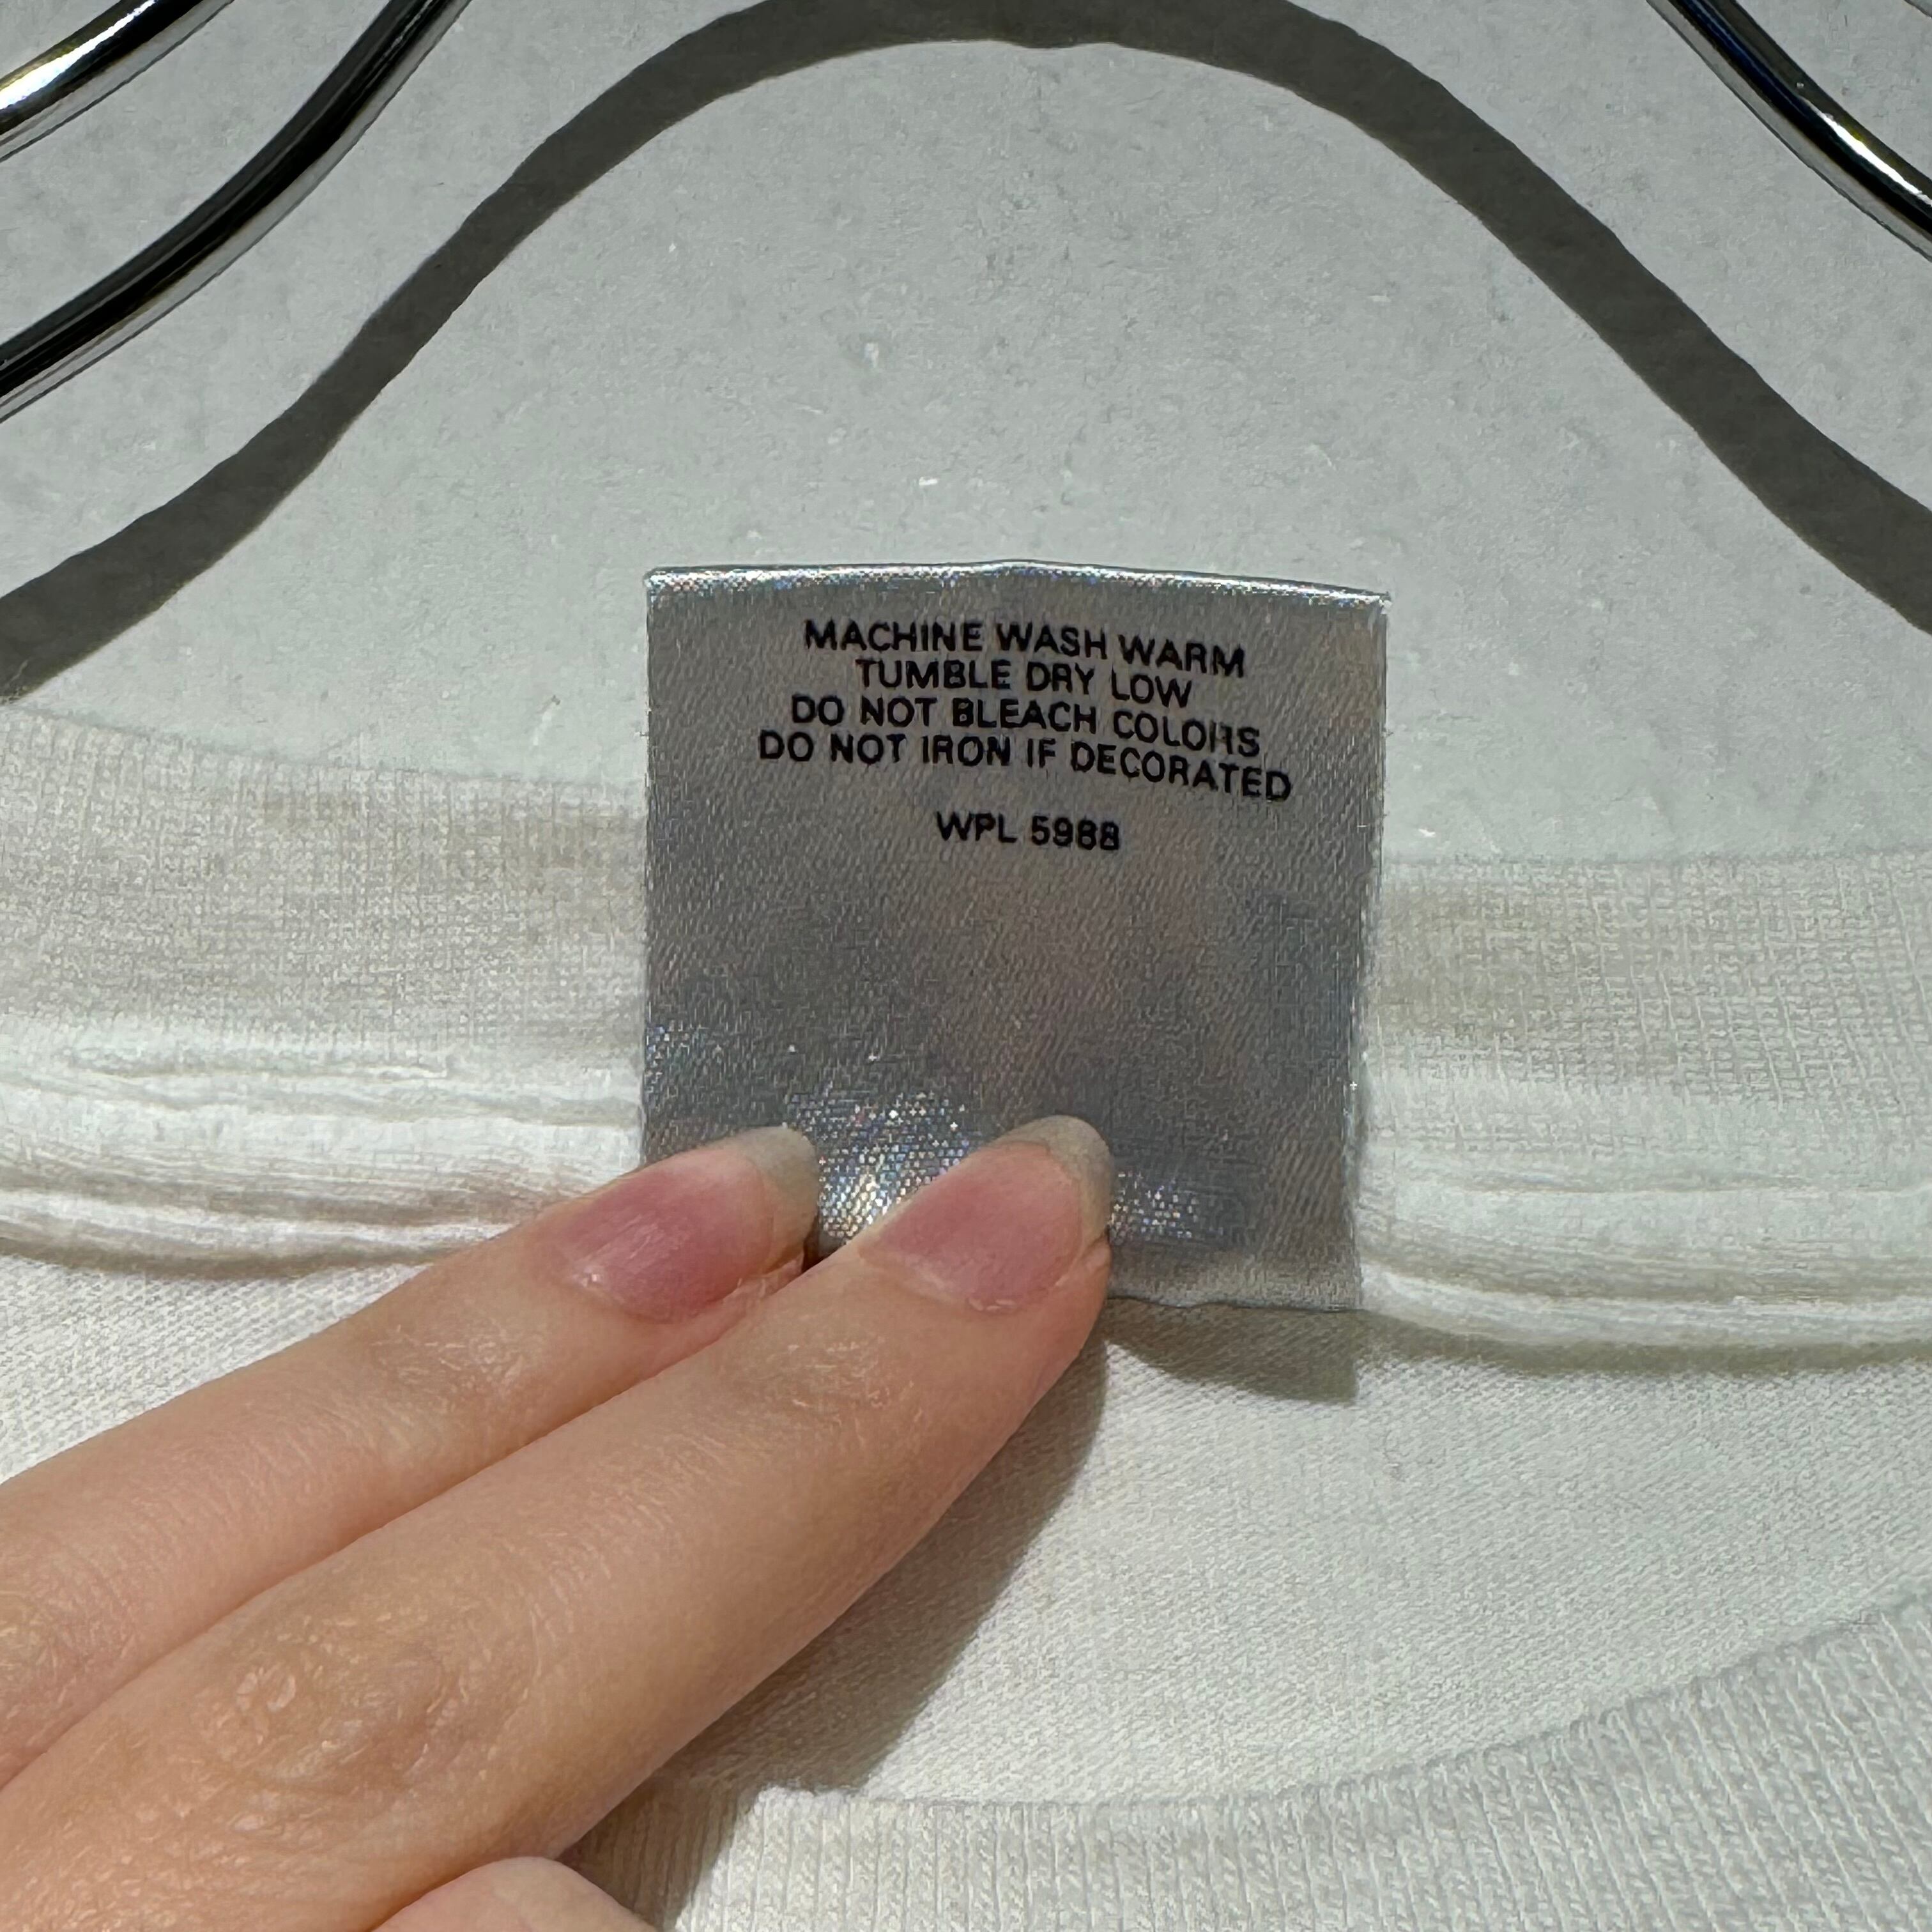 MACHINE WASH WARM
TUMBLE DRY LOW
DO NOT BLEACH COLORS
DO NOT IRON IF DECORATED
WPL 5988